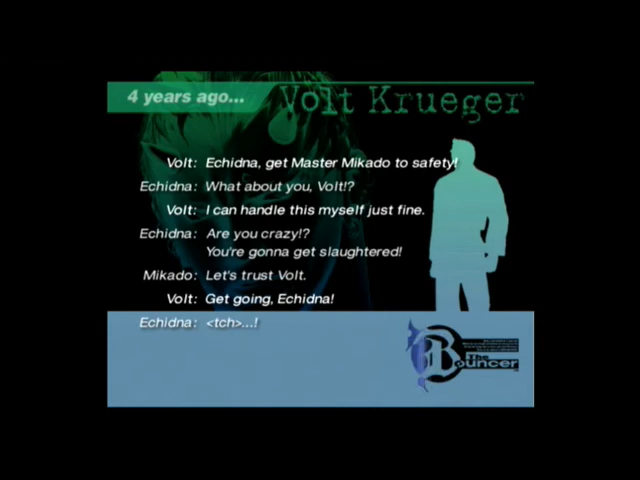 4 years ago...
Volt Krueger
Volt: Echidna, get Master Mikado to safety!
Echidna: What about you, Volt!?
Volt: I can handle this myself just fine.
Echidna: Are you crazy!?
You're gonna get slaughtered!
Mikado: Let's trust Volt.
Volt: Get going, Echidna!
Echidna: <tch>...!
The
Bouncer